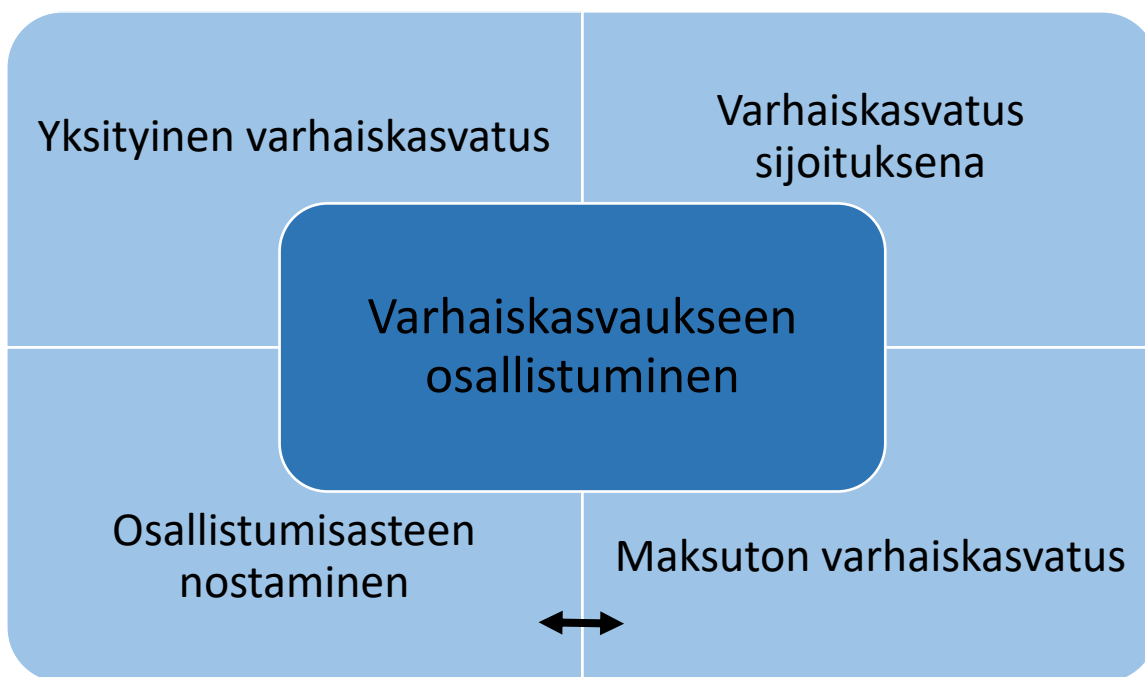 Yksityinen varhaiskasvatus
Varhaiskasvatus
sijoituksena
Varhaiskasvaukseen
osallistuminen
Osallistumisasteen
nostaminen
Maksuton varhaiskasvatus